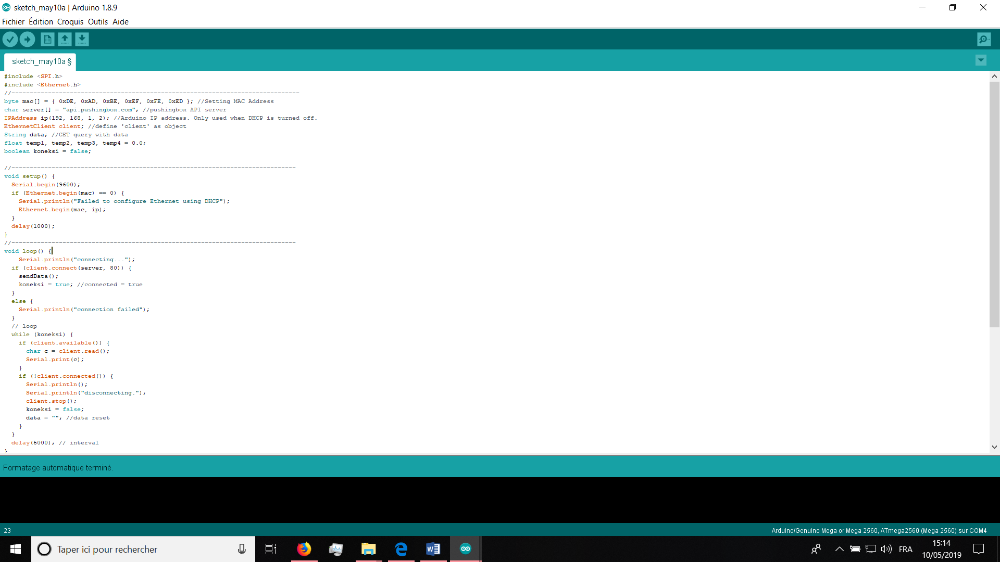 sketch_may10a | Arduino 1.8.9
Fichier Édition Croquis Outils Aide
sketch_may10a §
#include <SPI.h>
#include <Ethernet.h>
//-------------------------------------------------------------------------------
byte mac[] = { 0xDE, 0xAD, 0xBE, 0xEF, 0xFE, 0xED }; //Setting MAC Address
char server[] = "api.pushingbox.com"; //pushingbox API server
IPAddress ip(192, 168, 1, 2); //Arduino IP address. Only used when DHCP is turned off.
EthernetClient client; //define 'client' as object
String data; //GET query with data
float temp1, temp2, temp3, temp4 = 0.0;
boolean koneksi = false;
//------------------------------------------------------------------------------
void setup() {
Serial.begin(9600);
if (Ethernet.begin(mac) == 0) {
Serial.println("Failed to configure Ethernet using DHCP");
Ethernet.begin(mac, ip);
}
delay(1000);
}
//------------------------------------------------------------------------------
void loop() {
Serial.println("connecting...");
if (client.connect(server, 80)) {
sendData();
koneksi = true; //connected = true
}
else {
Serial.println("connection failed");
}
// loop
while (koneksi) {
if (client.available()) {
char c = client.read();
Serial.print(c);
}
if (!client.connected()) {
Serial.println();
Serial.println("disconnecting.");
client.stop();
koneksi = false;
data = ""; //data reset
}
}
delay(5000); // interval
}
Formatage automatique terminé.
23
Arduino/Genuino Mega or Mega 2560, ATmega2560 (Mega 2560) sur COM4
Taper ici pour rechercher
FRA
15:14
10/05/2019